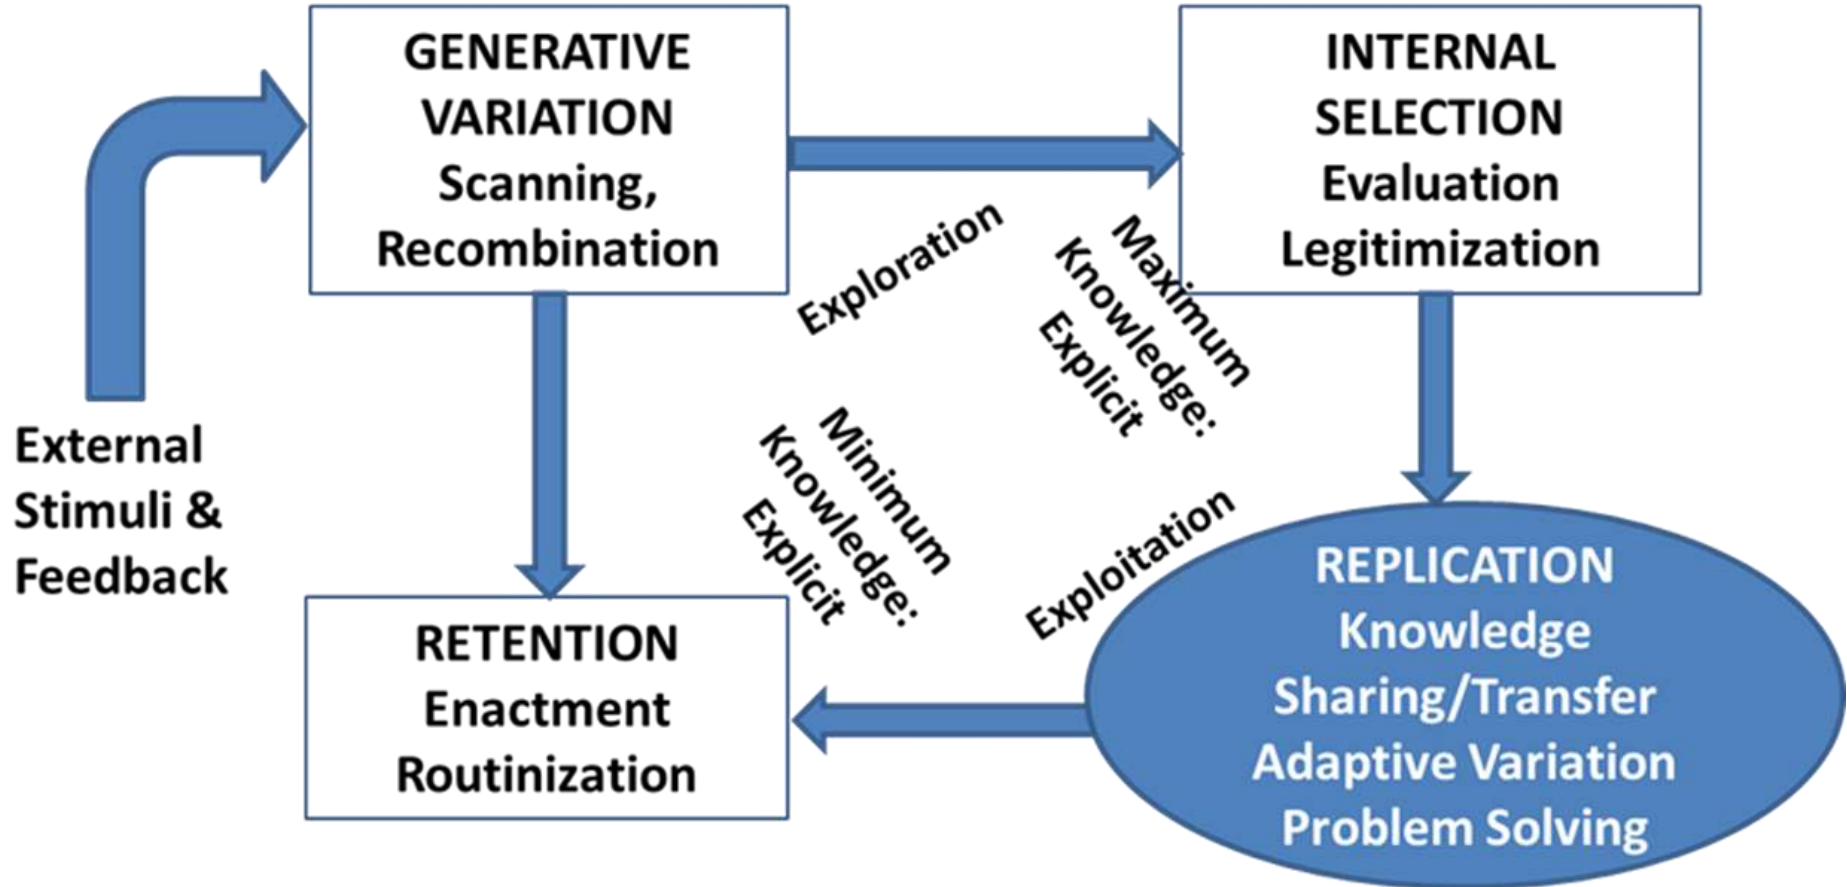 GENERATIVE
VARIATION
Scanning,
Recombination
INTERNAL
SELECTION
Evaluation
Legitimization
Exploration
Maximum
Knowledge:
Explicit
External
Stimuli &
Feedback
Minimum
Knowledge:
Explicit
Exploitation
RETENTION
Enactment
Routinization
REPLICATION
Knowledge
Sharing/Transfer
Adaptive Variation
Problem Solving